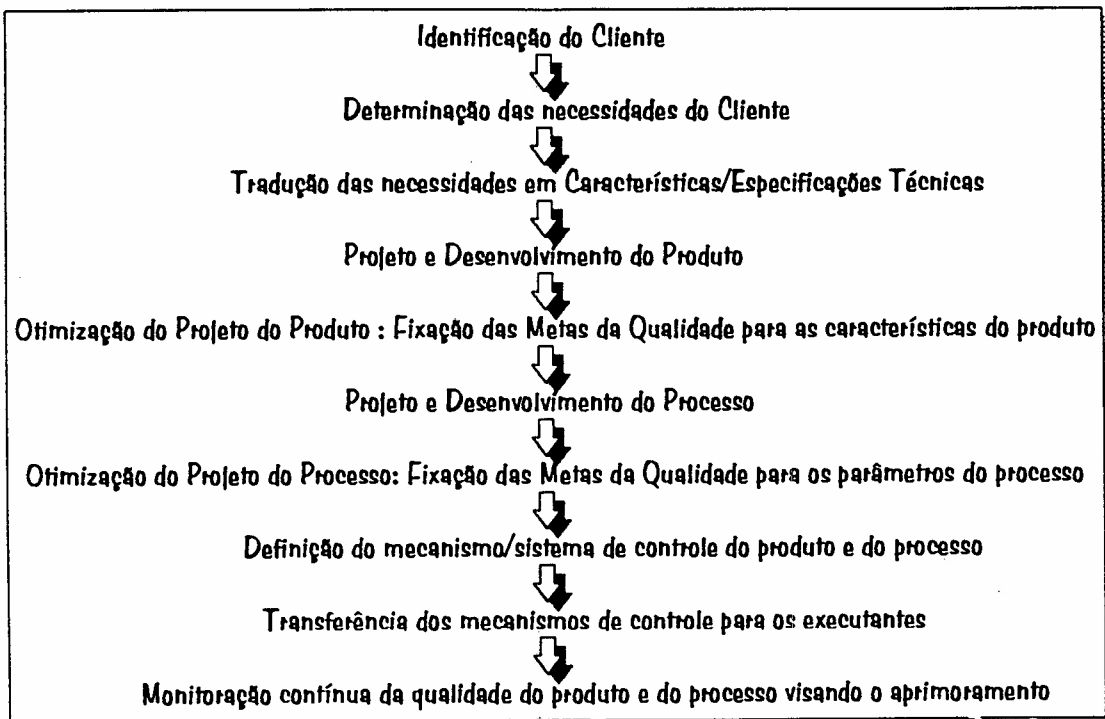 Identificação do Cliente
Determinação das necessidades do Cliente
Tradução das necessidades em Características/Especificações Técnicas
Projeto e Desenvolvimento do Produto
Otimização do Projeto do Produto : Fixação das Metas da Qualidade para as características do produto
Projeto e Desenvolvimento do Processo
Otimização do Projeto do Processo: Fixação das Metas da Qualidade para os parâmetros do processo
Definição do mecanismo/sistema de controle do produto e do processo
Transferência dos mecanismos de controle para os executantes
Monitoração contínua da qualidade do produto e do processo visando o aprimoramento